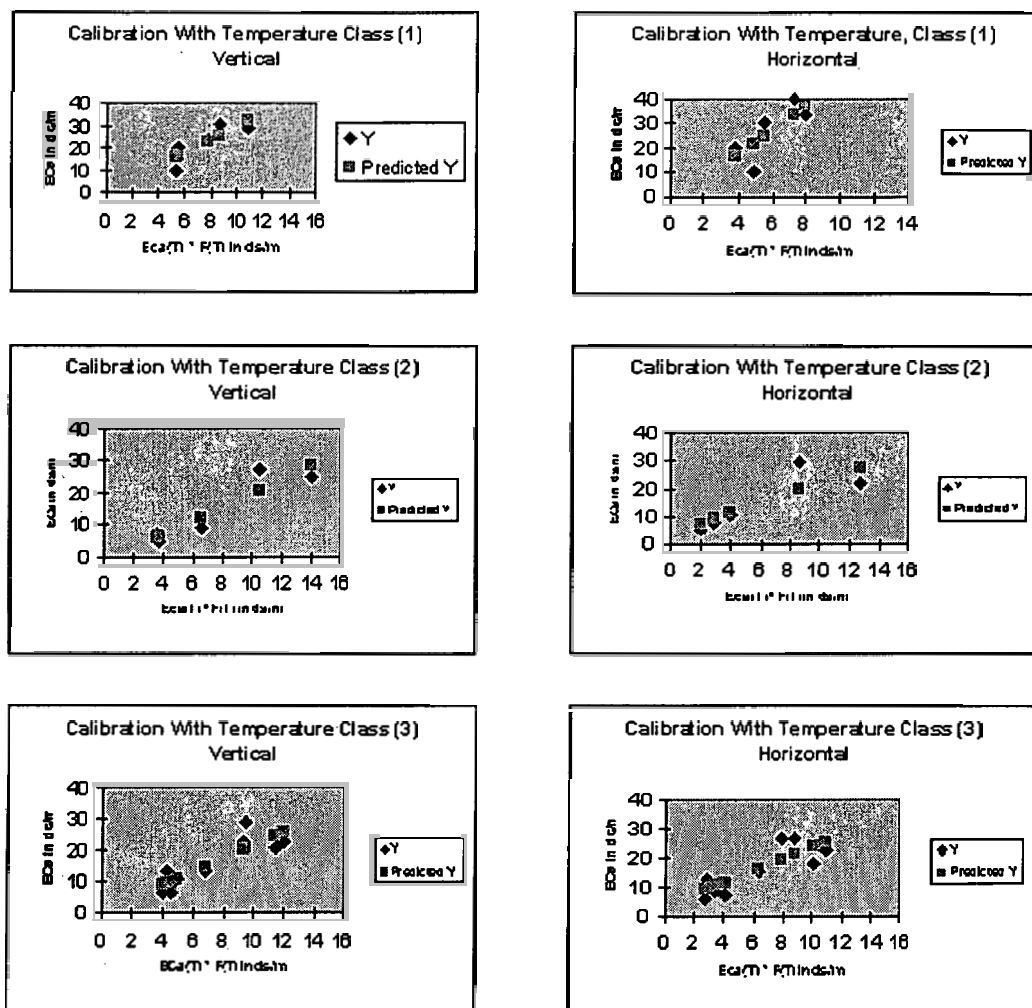 Calibration With Temperature Class (1)
Vertical
40
30
20
10
0
0 2 4 6 8 10 12 14 16
Y
Predicted Y
Calibration With Temperature, Class (1)
Horizontal
40
30
20
10
0
0 2 4 6 8 10 12 14
Y
Predicted Y
Calibration With Temperature Class (2)
Vertical
40
30
20
10
0
0 2 4 6 8 10 12 14 16
Y
Predicted Y
Calibration With Temperature Class (2)
Horizontal
40
30
20
10
0
0 2 4 6 8 10 12 14 16
Y
Predicted Y
Calibration With Temperature Class (3)
Vertical
40
30
20
10
0
0 2 4 6 8 10 12 14 16
Y
Predicted Y
Calibration With Temperature Class (3)
Horizontal
40
30
20
10
0
0 2 4 6 8 10 12 14 16
Y
Predicted Y